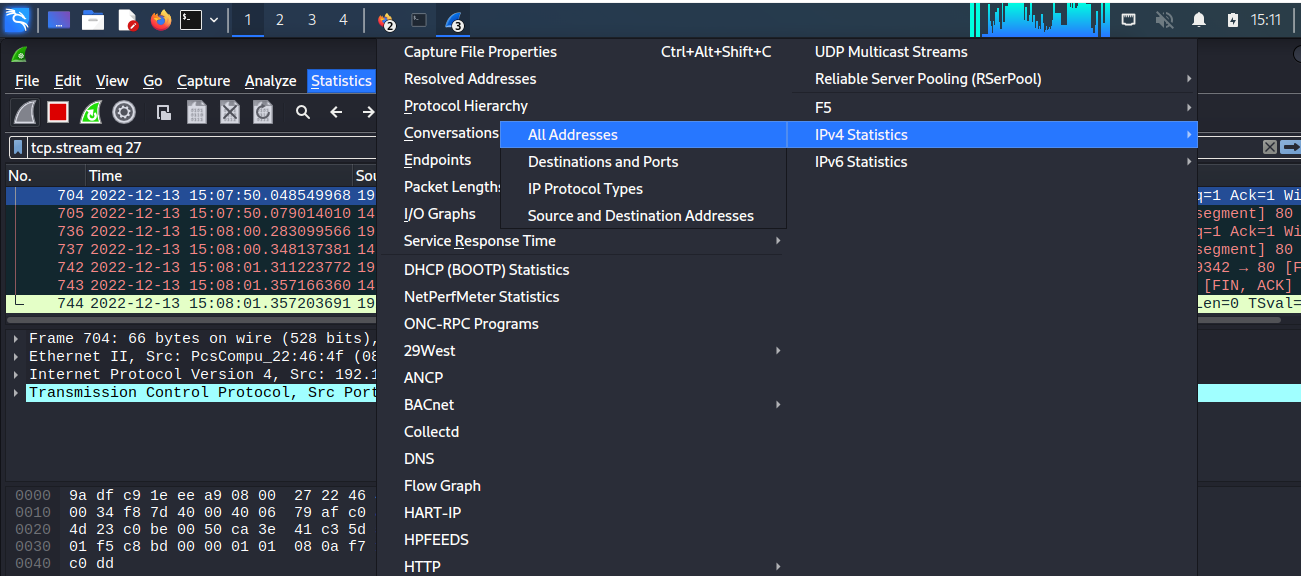 1 2 3 4 2 3 15:11
File Edit View Go Capture Analyze Statistics
tcp.stream eq 27
No. Time Sou
704 2022-12-13 15:07:50.048549968 19
705 2022-12-13 15:07:50.079014010 14
736 2022-12-13 15:08:00.283099566 19
737 2022-12-13 15:08:00.348137381 14
742 2022-12-13 15:08:01.311223772 19
743 2022-12-13 15:08:01.357166360 14
744 2022-12-13 15:08:01.357203691 19
Frame 704: 66 bytes on wire (528 bits),
Ethernet II, Src: PcsCompu_22:46:4f (08
Internet Protocol Version 4, Src: 192.1
Transmission Control Protocol, Src Port
0000 9a df c9 1e ee a9 08 00 27 22 46
0010 00 34 f8 7d 40 00 40 06 79 af c0
0020 4d 23 c0 be 00 50 ca 3e 41 c3 5d
0030 01 f5 c8 bd 00 00 01 01 08 0a f7
0040 c0 dd
Capture File Properties Ctrl+Alt+Shift+C
Resolved Addresses
Protocol Hierarchy
Conversations
Endpoints
Packet Lengths
I/O Graphs
Service Response Time
DHCP (BOOTP) Statistics
NetPerfMeter Statistics
ONC-RPC Programs
29West
ANCP
BACnet
Collectd
DNS
Flow Graph
HART-IP
HPFEEDS
HTTP
All Addresses
Destinations and Ports
IP Protocol Types
Source and Destination Addresses
UDP Multicast Streams
Reliable Server Pooling (RSerPool)
F5
IPv4 Statistics
IPv6 Statistics
q=1 Ack=1 Wi
segment] 80
q=1 Ack=1 Wi
segment] 80
9342 → 80 [F
[FIN, ACK]
Len=0 TSval=